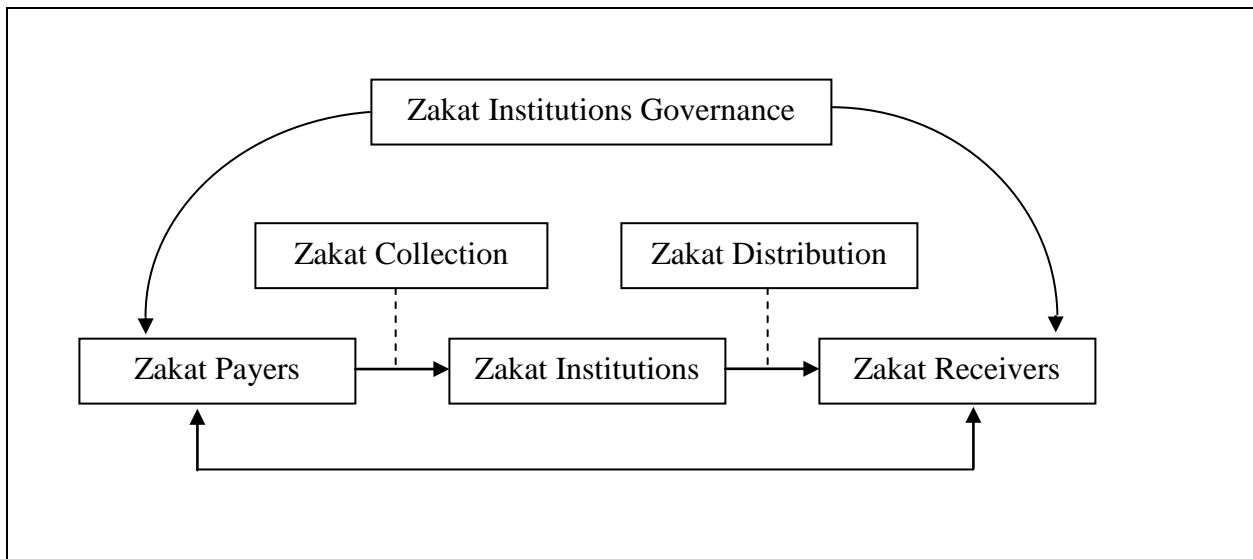 Zakat Institutions Governance
Zakat Collection
Zakat Distribution
Zakat Payers
Zakat Institutions
Zakat Receivers